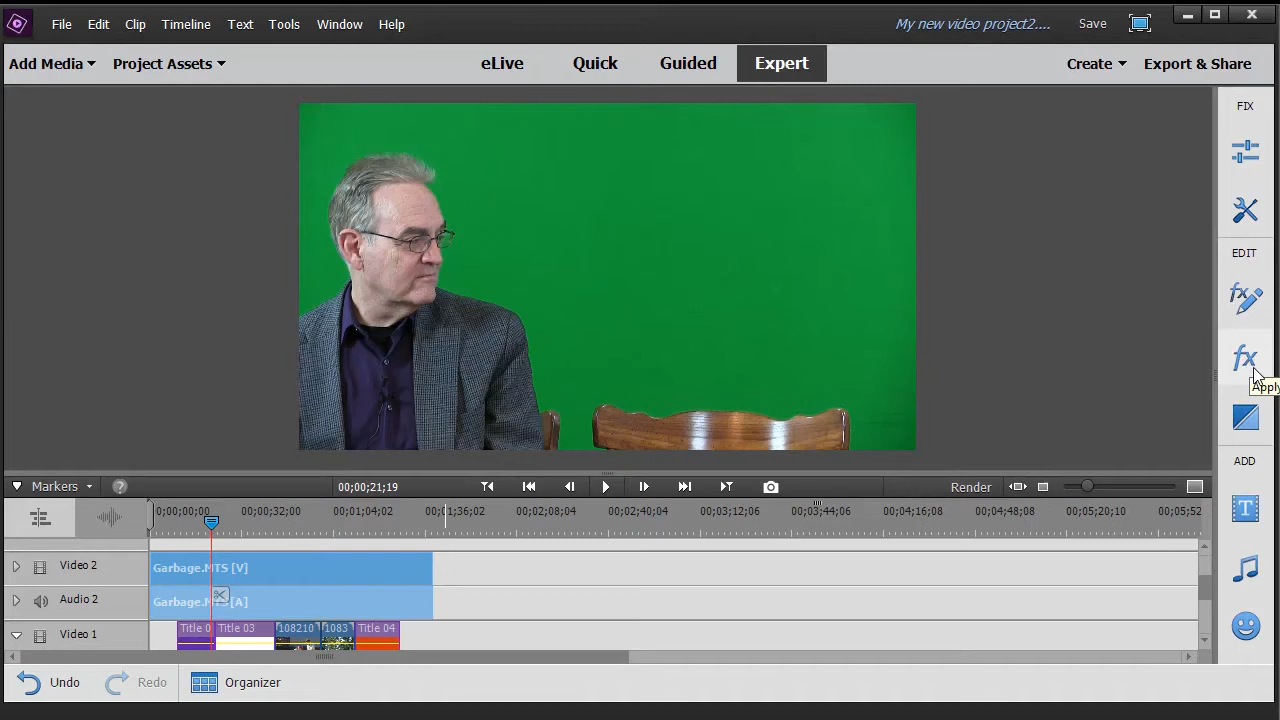 File Edit Clip Timeline Text Tools Window Help My new video project2.... Save
Add Media Project Assets eLive Quick Guided Expert Create Export & Share
FIX
EDIT
fx
fx
Apply
ADD
T
Markers ? 00;00;21;19 Render
0;00;00;00 00;00;32;00 00;01;04;02 00;01;36;02 00;02;04 00;02;40;04 00;03;12;06 00;03;44;06 00;04;16;08 00;04;48;08 00;05;20;10 00;05;52
Video 2 Garbage.MTS [V]
Audio 2 Garbage.MTS [A]
Video 1 Title 0 Title 03 108210 1083 Title 04
Undo Redo Organizer